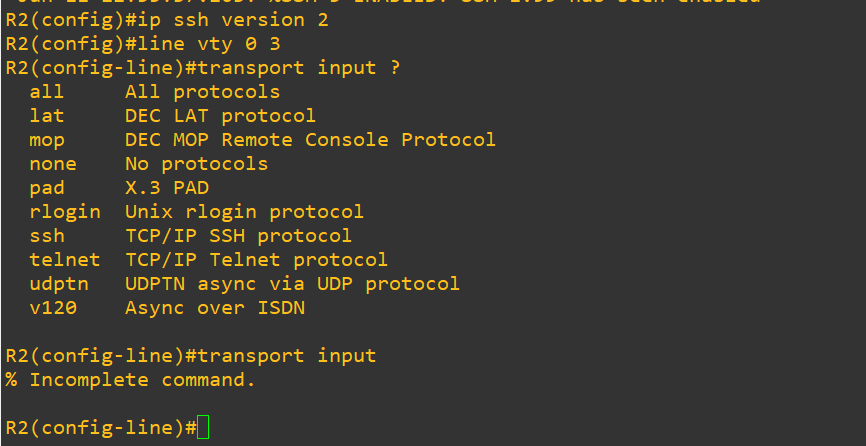 R2(config)#ip ssh version 2
R2(config)#line vty 0 3
R2(config-line)#transport input ?
  all      All protocols
  lat      DEC LAT protocol
  mop      DEC MOP Remote Console Protocol
  none     No protocols
  pad      X.3 PAD
  rlogin   Unix rlogin protocol
  ssh      TCP/IP SSH protocol
  telnet   TCP/IP Telnet protocol
  udptn    UDPTN async via UDP protocol
  v120     Async over ISDN
R2(config-line)#transport input
% Incomplete command.
R2(config-line)#